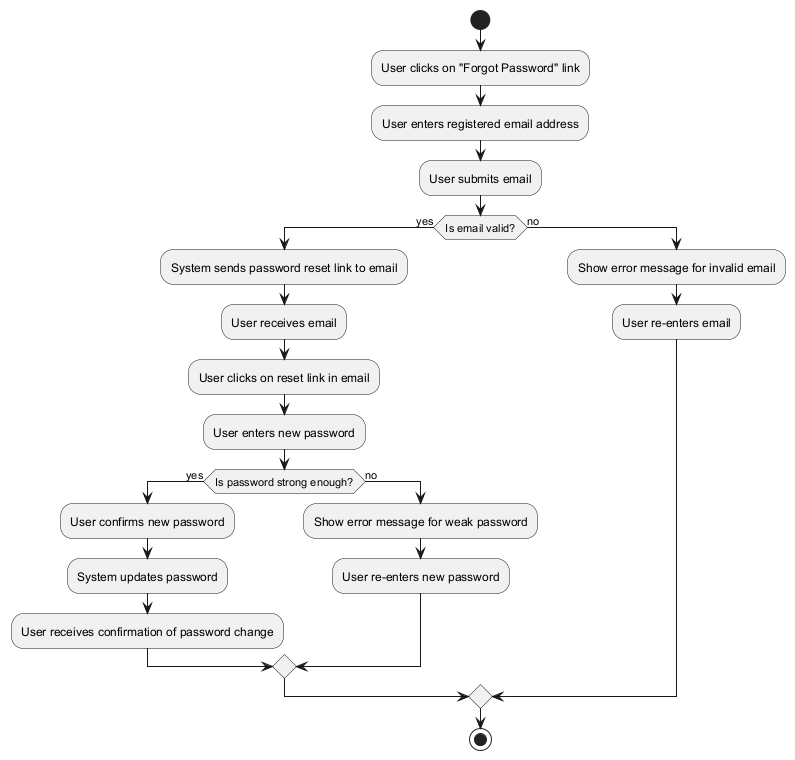 User clicks on "Forgot Password" link
User enters registered email address
User submits email
yes
Is email valid?
no
System sends password reset link to email
Show error message for invalid email
User receives email
User re-enters email
User clicks on reset link in email
User enters new password
yes
Is password strong enough?
no
User confirms new password
Show error message for weak password
System updates password
User re-enters new password
User receives confirmation of password change